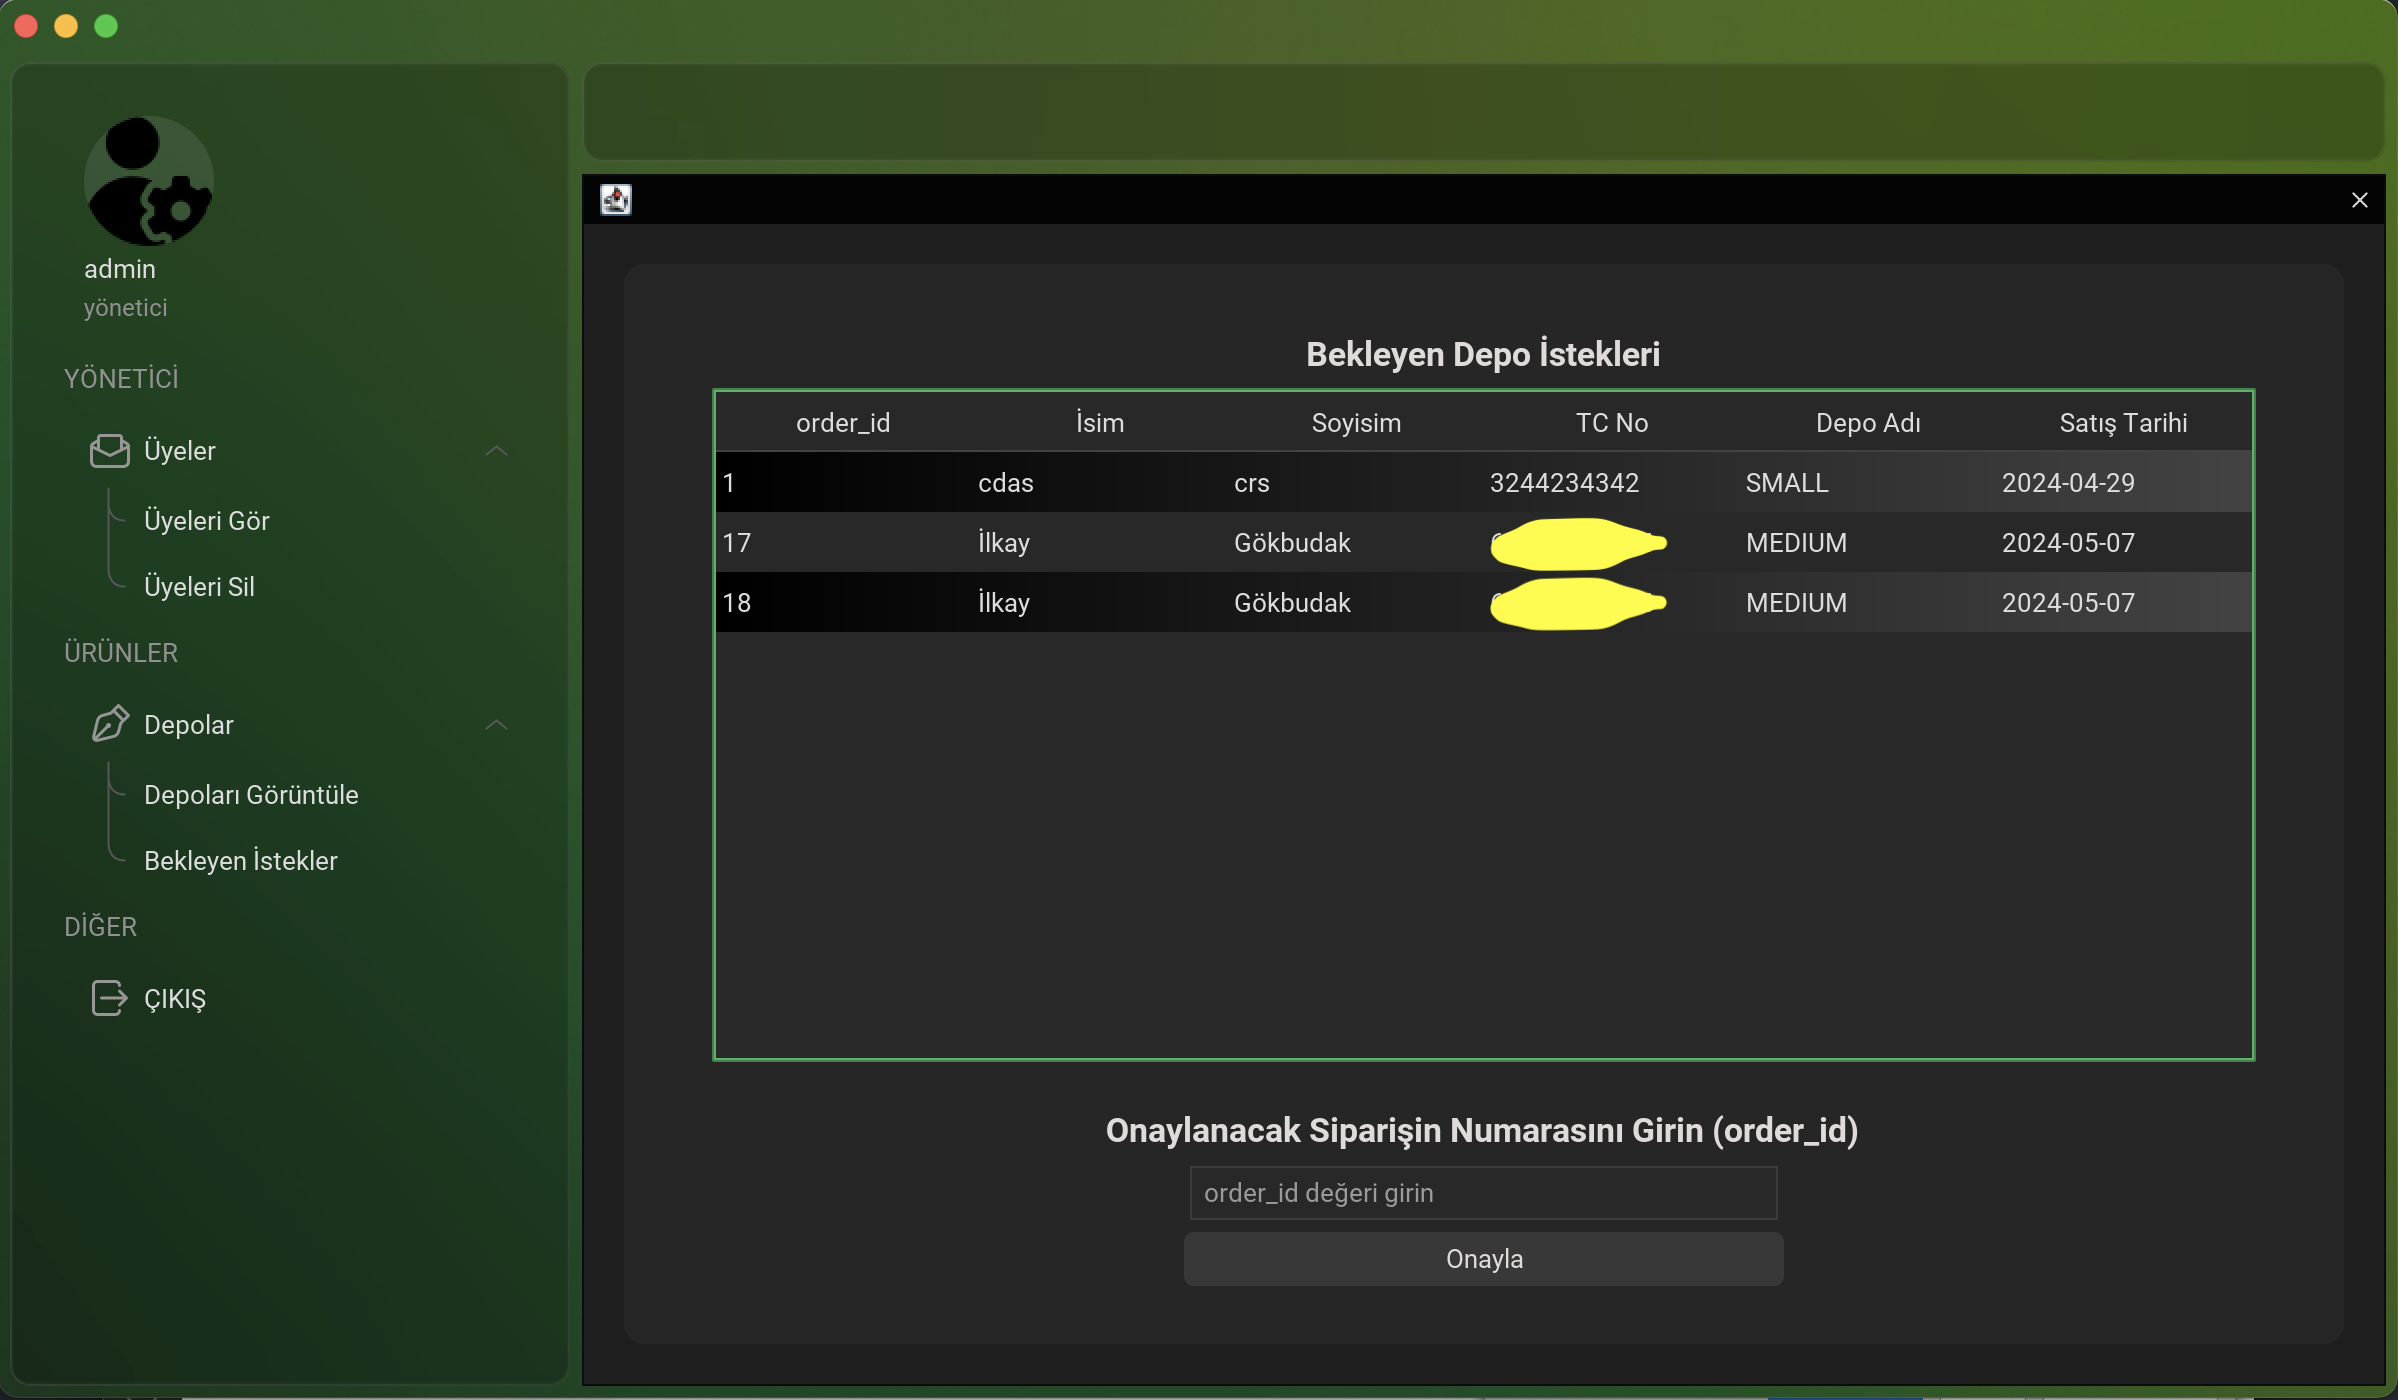 admin
yönetici
YÖNETİCİ
Üyeler
Üyeleri Gör
Üyeleri Sil
ÜRÜNLER
Depolar
Depoları Görüntüle
Bekleyen İstekler
DİĞER
ÇIKIŞ
Bekleyen Depo İstekleri
order_id İsim Soyisim TC No Depo Adı Satış Tarihi
1 cdas crs 3244234342 SMALL 2024-04-29
17 İlkay Gökbudak MEDIUM 2024-05-07
18 İlkay Gökbudak MEDIUM 2024-05-07
Onaylanacak Siparişin Numarasını Girin (order_id)
order_id değeri girin
Onayla